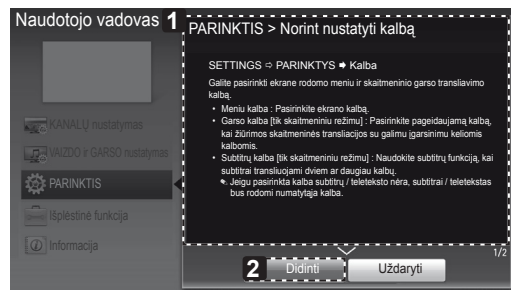 Naudotojo vadovas
1
PARINKTIS > Norint nustatyti kalbą
SETTINGS ⇨ PARINKTYS ➡ Kalba
Galite pasirinkti ekrane rodomo meniu ir skaitmeninio garso transliavimo
kalbą.
• Meniu kalba : Pasirinkite ekrano kalbą.
• Garso kalba [tik skaitmeniniu režimu] : Pasirinkite pageidaujamą kalbą,
kai žiūrimos skaitmeninės transliacijos su galimu įgarsinimu keliomis
kalbomis.
• Subtitrų kalba [tik skaitmeniniu režimu] : Naudokite subtitrų funkciją, kai
subtitrai transliuojami dviem ar daugiau kalbų.
✎ Jeigu pasirinkta kalba subtitrų / teleteksto nėra, subtitrai / teletekstas
bus rodomi numatytaja kalba.
KANALŲ nustatymas
VAIZDO ir GARSO nustatymas
PARINKTIS
Išplėstinė funkcija
Informacija
1/2
2
Didinti
Uždaryti